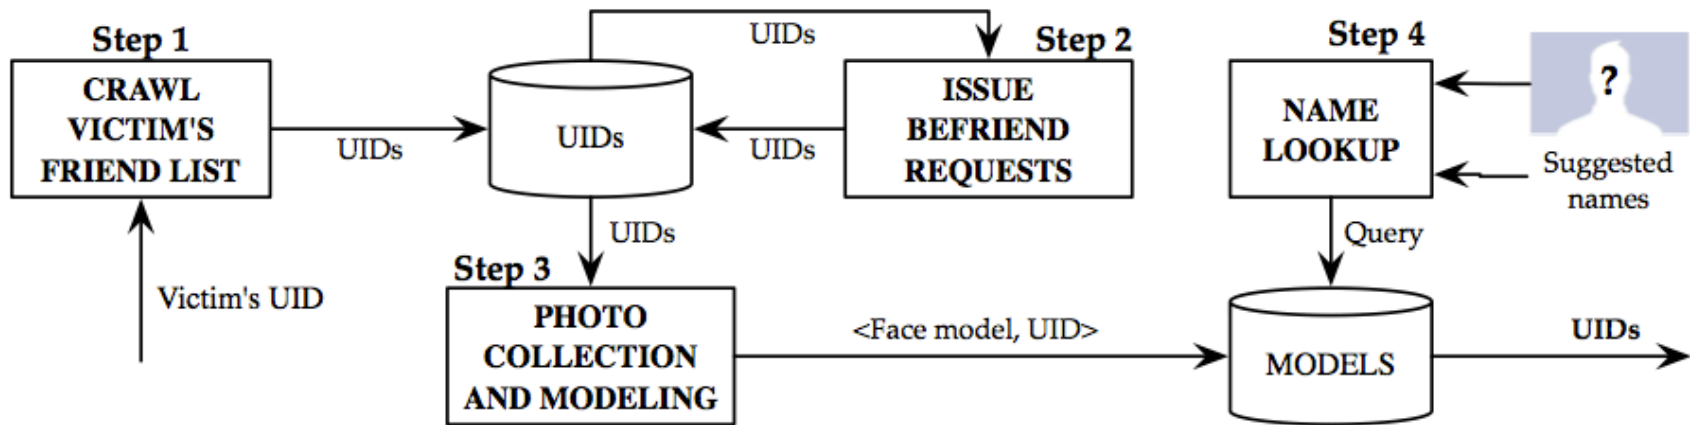 Step 1
CRAWL
VICTIM'S
FRIEND LIST
Victim's UID
UIDs
UIDs
UIDs
UIDs
Step 2
ISSUE
BEFRIEND
REQUESTS
UIDs
Step 3
PHOTO
COLLECTION
AND MODELING
<Face model, UID>
Step 4
NAME
LOOKUP
?
Suggested
names
Query
MODELS
UIDs